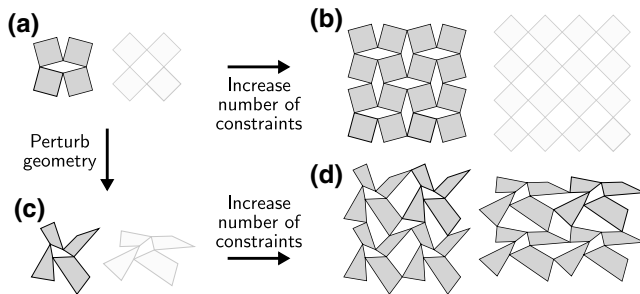 (a)
(b)
Increase
number of
constraints
Perturb
geometry
(c)
(d)
Increase
number of
constraints